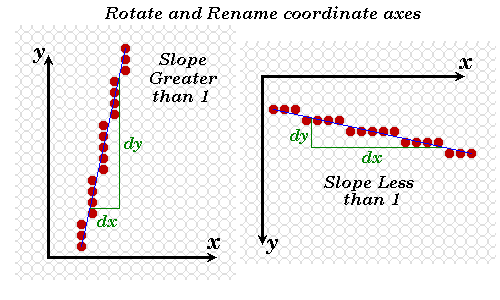 Rotate and Rename coordinate axes
y
Slope
Greater
than 1
dy
dx
x
x
dy
dx
Slope Less
than 1
y